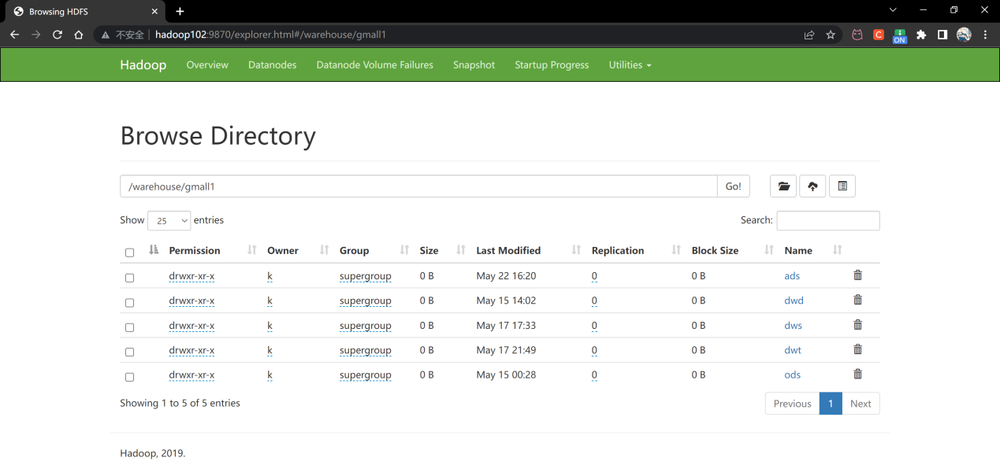 Browsing HDFS
不安全 hadoop102:9870/explorer.html#/warehouse/gmall1
C
ON
Hadoop Overview Datanodes Datanode Volume Failures Snapshot Startup Progress Utilities
Browse Directory
/warehouse/gmall1 Go!
Show 25 entries Search:
Permission Owner Group Size Last Modified Replication Block Size Name
drwxr-xr-x k supergroup 0 B May 22 16:20 0 0 B ads
drwxr-xr-x k supergroup 0 B May 15 14:02 0 0 B dwd
drwxr-xr-x k supergroup 0 B May 17 17:33 0 0 B dws
drwxr-xr-x k supergroup 0 B May 17 21:49 0 0 B dwt
drwxr-xr-x k supergroup 0 B May 15 00:28 0 0 B ods
Showing 1 to 5 of 5 entries Previous 1 Next
Hadoop, 2019.